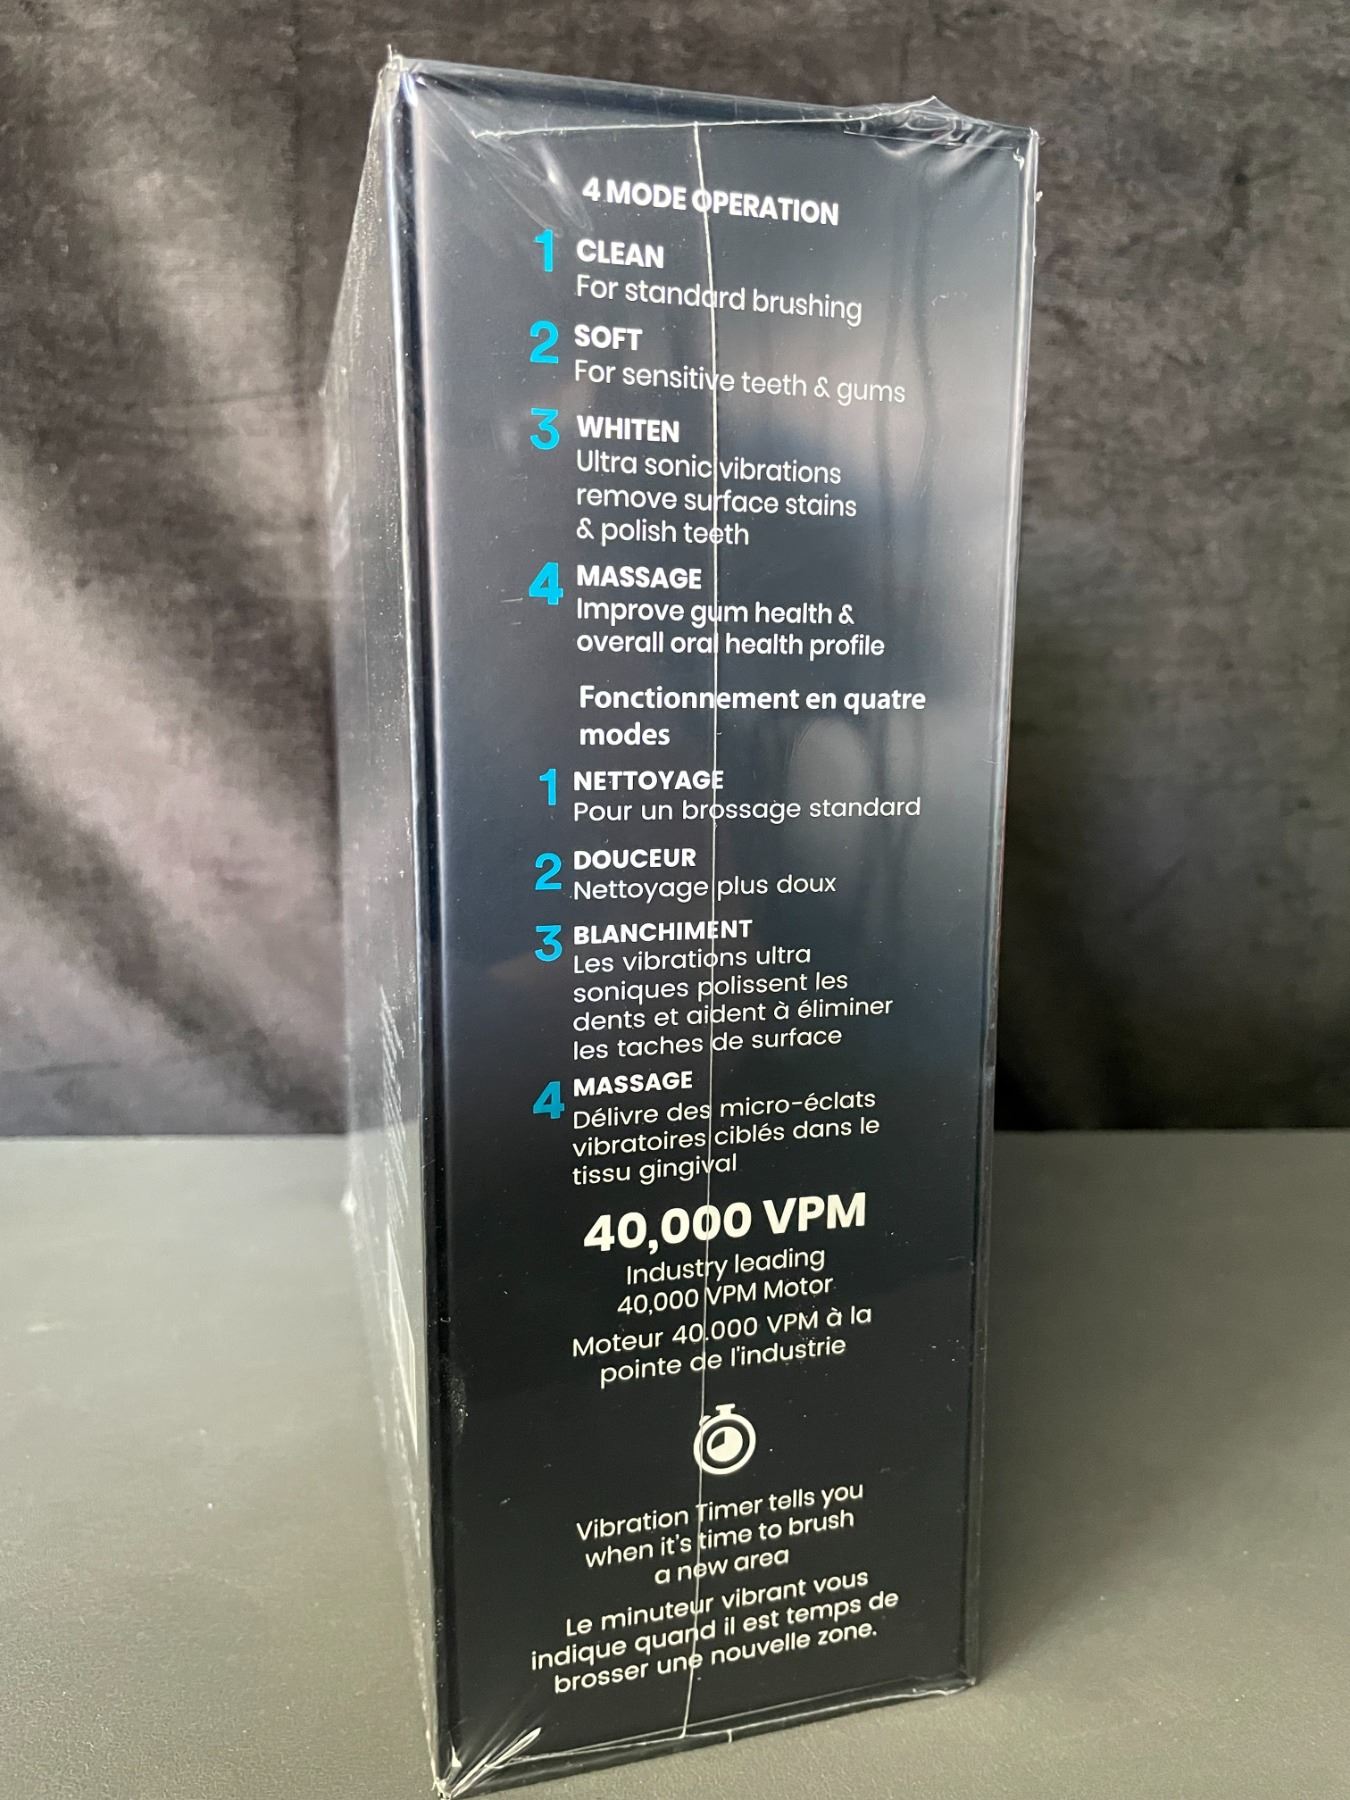 4 MODE OPERATION
1 CLEAN
For standard brushing
2 SOFT
For sensitive teeth & gums
3 WHITEN
Ultra sonic vibrations
remove surface stains
& polish teeth
4 MASSAGE
Improve gum health &
overall oral health profile
Fonctionnement en quatre
modes
1 NETTOYAGE
Pour un brossage standard
2 DOUCEUR
Nettoyage plus doux
3 BLANCHIMENT
Les vibrations ultra
soniques polissent les
dents et aident à éliminer
les taches de surface
4 MASSAGE
Délivre des micro-éclats
vibratoires ciblés dans le
tissu gingival
40,000 VPM
Industry leading
40,000 VPM Motor
Moteur 40.000 VPM à la
pointe de l'industrie
Vibration Timer tells you
when it's time to brush
a new area
Le minuteur vibrant vous
indique quand il est temps de
brosser une nouvelle zone.